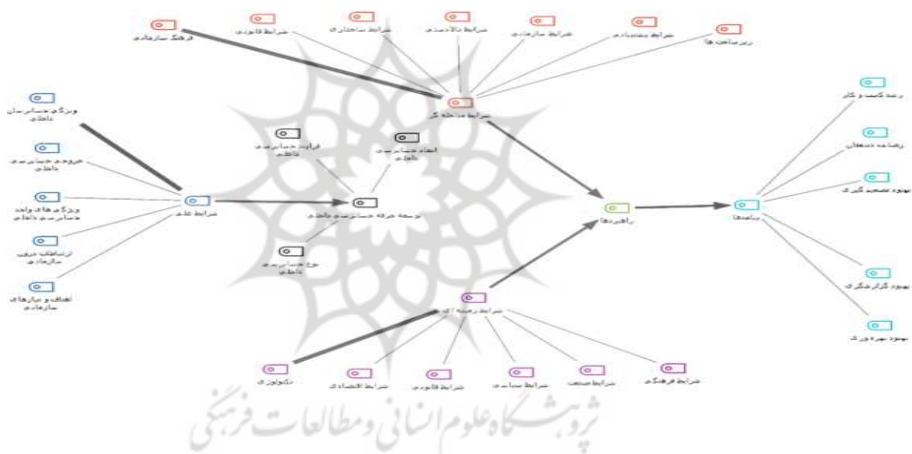 فرهنگ سازمانی
شرایط قانونی
شرایط ساختاری
شرایط بالادستی
شرایط سازمانی
شرایط پشتیبانی
زیرساخت ها
شرایط مداخله گر
ویژگی حسابرسان
داخلی
خروجی حسابرسی
داخلی
ویژگی های واحد
حسابرسی داخلی
ارتباطات درون
سازمانی
اهداف و نیازهای
سازمانی
شرایط علی
فرآیند حسابرسی
داخلی
ابعاد حسابرسی
داخلی
توسعه حرفه حسابرسی داخلی
نوع حسابرسی
داخلی
راهبردها
پیامدها
رشد کسب و کار
رضایت ذینفعان
بهبود تصمیم گیری
بهبود گزارشگری
بهبود بهره وری
شرایط زمینه ای
تکنولوژی
شرایط اقتصادی
شرایط قانونی
شرایط سیاسی
شرایط صنعت
شرایط فرهنگی
پژوهشگاه علوم انسانی و مطالعات فرهنگی